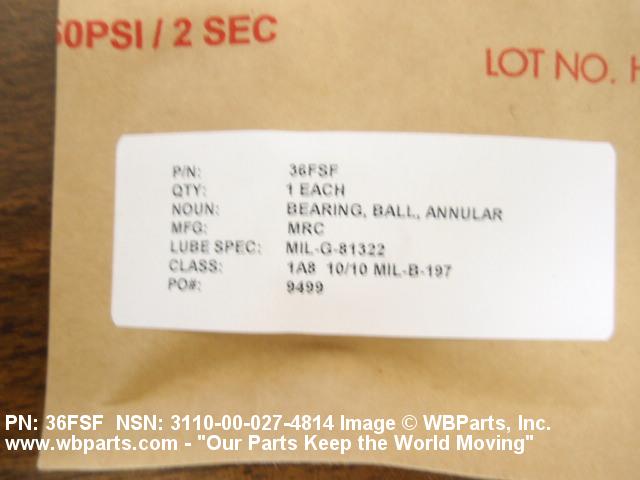 60PSI / 2 SEC
LOT NO. H
P/N: 36FSF
QTY: 1 EACH
NOUN: BEARING, BALL, ANNULAR
MFG: MRC
LUBE SPEC: MIL-G-81322
CLASS: 1A8 10/10 MIL-B-197
PO#: 9499
PN: 36FSF NSN: 3110-00-027-4814 Image © WBParts, Inc.
www.wbparts.com - "Our Parts Keep the World Moving"